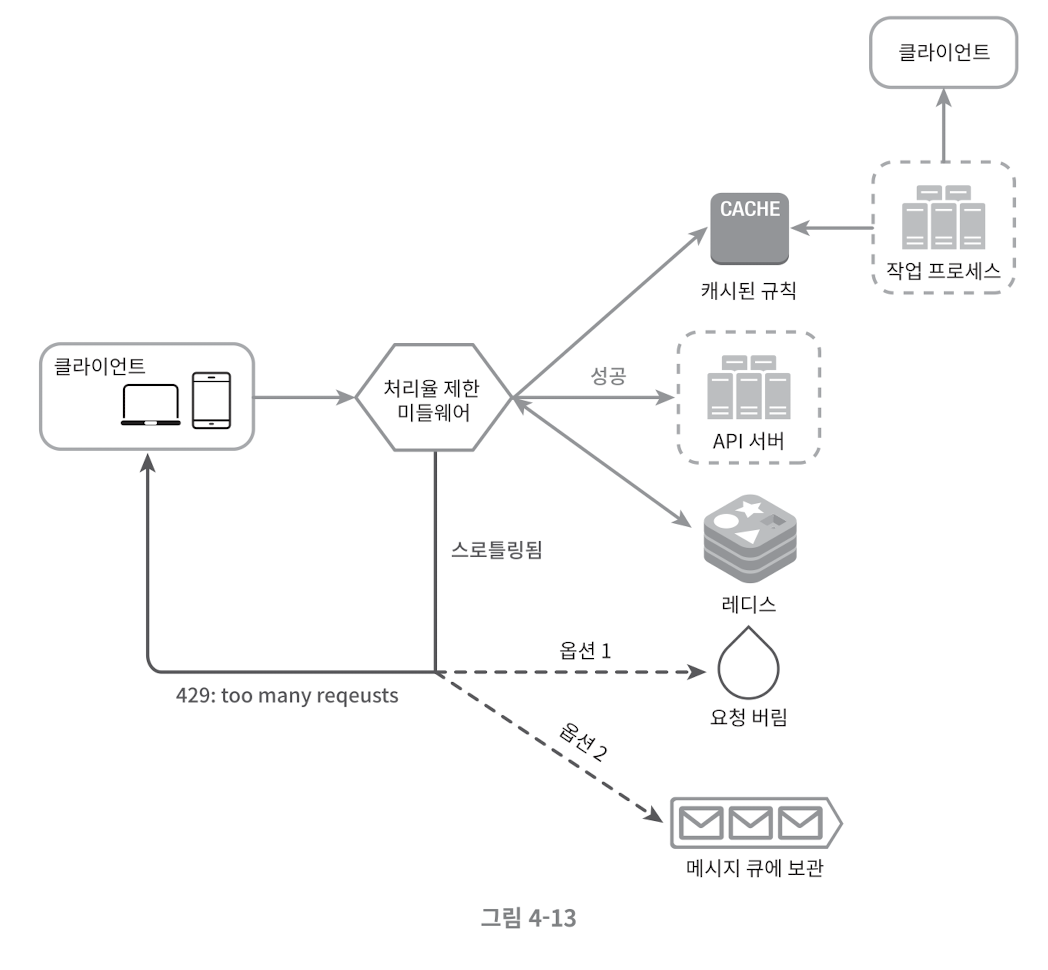 클라이언트
CACHE
캐시된 규칙
작업 프로세스
클라이언트
처리율 제한
미들웨어
성공
API 서버
스로틀링됨
레디스
옵션 1
요청 버림
429: too many reqeusts
옵션 2
메시지 큐에 보관
그림 4-13